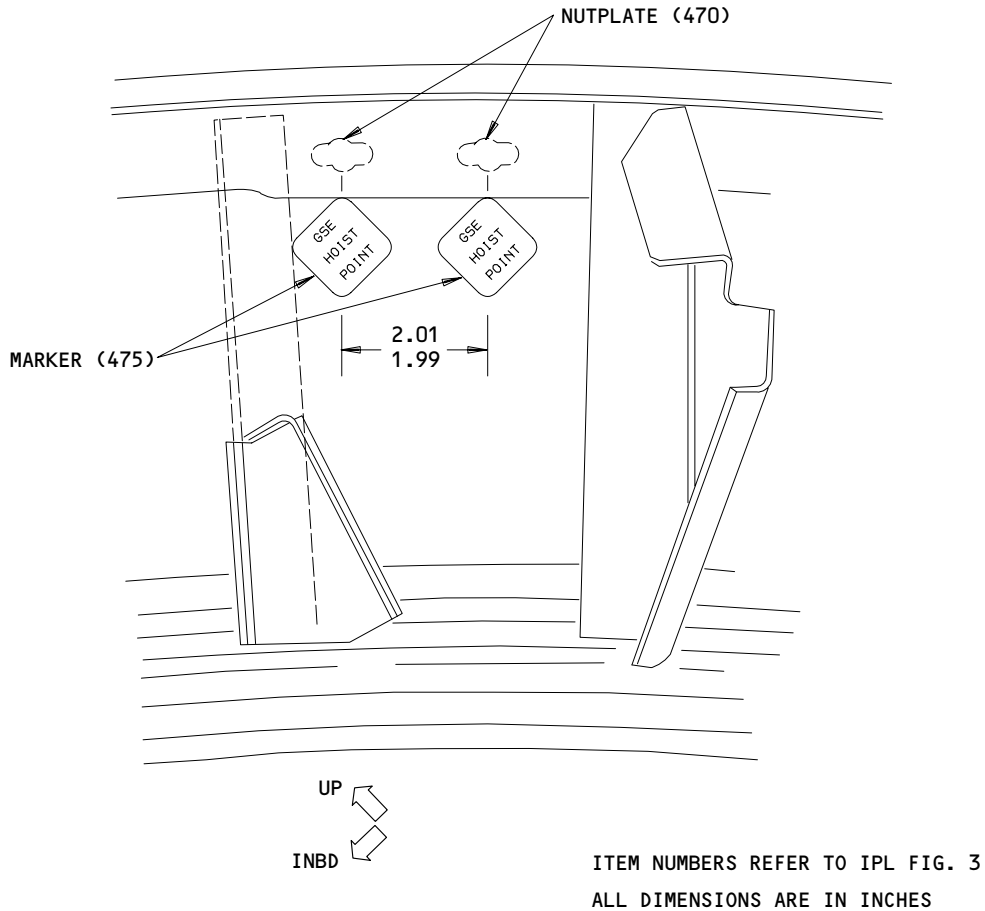 NUTPLATE (470)
GSE
HOIST
POINT
GSE
HOIST
POINT
2.01
1.99
MARKER (475)
UP
INBD
ITEM NUMBERS REFER TO IPL FIG. 3
ALL DIMENSIONS ARE IN INCHES